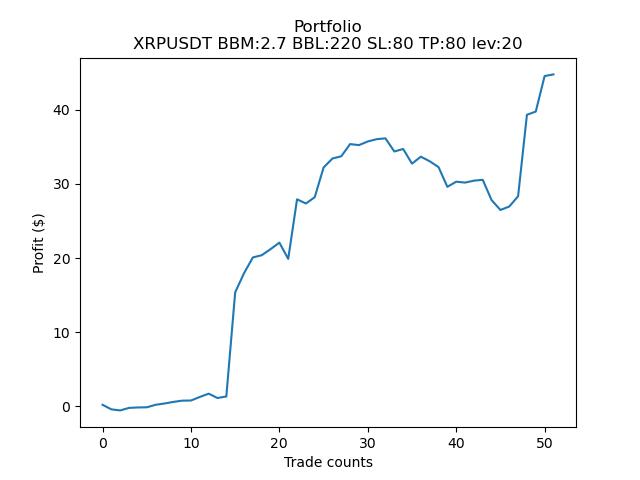 Portfolio
XRPUSDT BBM:2.7 BBL:220 SL:80 TP:80 lev:20
Profit ($)
40
30
20
10
0
0 10 20 30 40 50
Trade counts